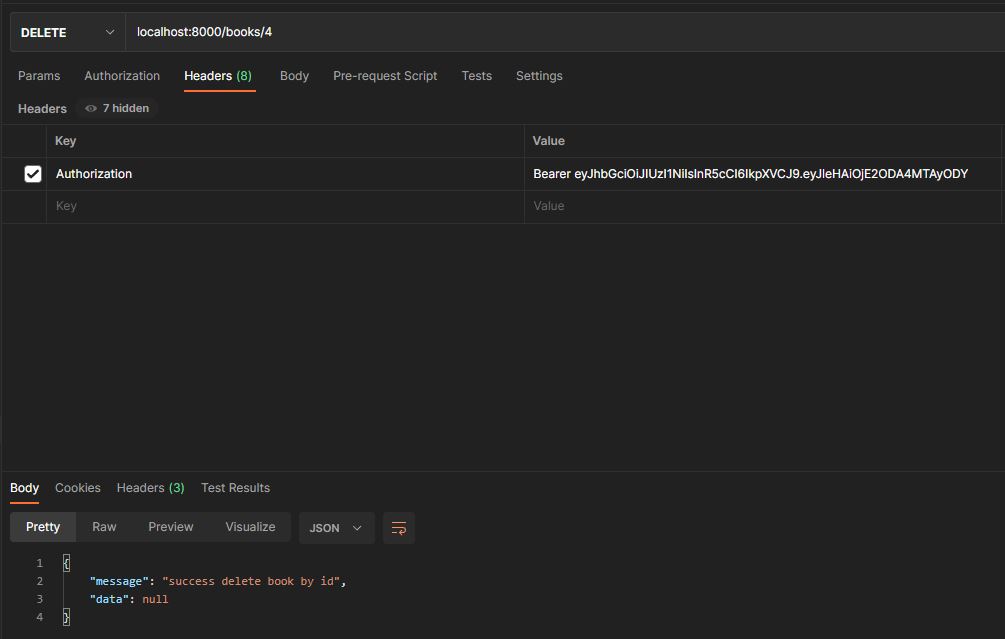 DELETE localhost:8000/books/4
Params Authorization Headers (8) Body Pre-request Script Tests Settings
Headers 7 hidden
Key Value
Authorization Bearer eyJhbGciOiJIUzI1NiIsInR5cCI6IkpXVCJ9.eyJleHAiOjE2ODA4MTAyODY
Key Value
Body Cookies Headers (3) Test Results
Pretty Raw Preview Visualize JSON
1 {
2 "message": "success delete book by id",
3 "data": null
4 }